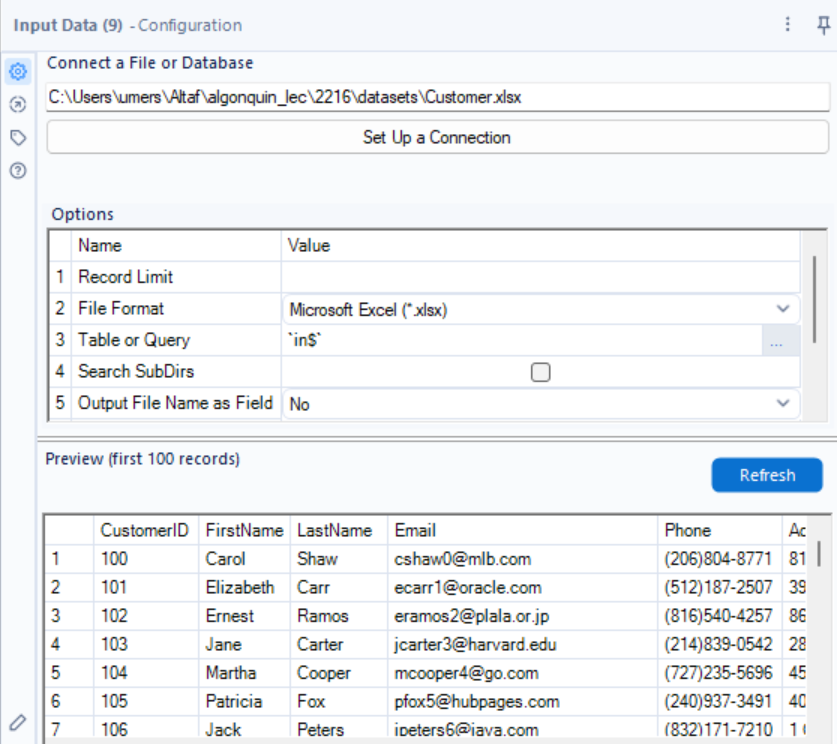 Input Data (9) - Configuration
Connect a File or Database
C:\Users\umers\Altaf\algonquin_lec\2216\datasets\Customer.xlsx
Set Up a Connection
Options
Name Value
1 Record Limit
2 File Format Microsoft Excel (*.xlsx)
3 Table or Query `in$` ...
4 Search SubDirs
5 Output File Name as Field No
Preview (first 100 records)
Refresh
CustomerID FirstName LastName Email Phone
1 100 Carol Shaw cshaw0@mlb.com (206)804-8771 81
2 101 Elizabeth Carr ecarr1@oracle.com (512)187-2507 39
3 102 Ernest Ramos eramos2@plala.or.jp (816)540-4257 86
4 103 Jane Carter jcarter3@harvard.edu (214)839-0542 28
5 104 Martha Cooper mcooper4@go.com (727)235-5696 45
6 105 Patricia Fox pfox5@hubpages.com (240)937-3491 40
7 106 Jack Peters jpeters6@java.com (832)171-7210 1